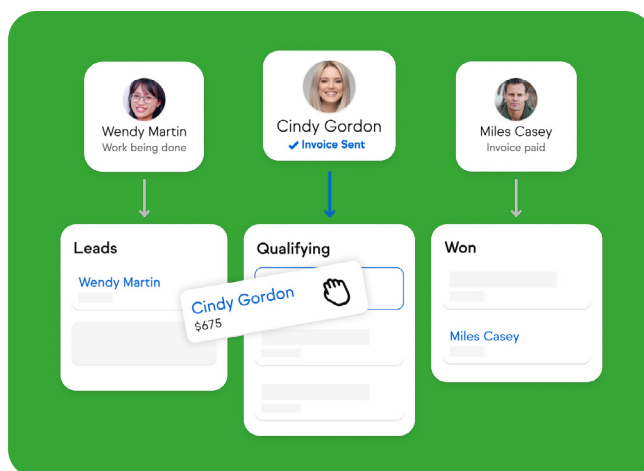 Wendy Martin
Work being done
Cindy Gordon
✓ Invoice Sent
Miles Casey
Invoice paid
Leads
Wendy Martin
Qualifying
Cindy Gordon
$675
Won
Miles Casey